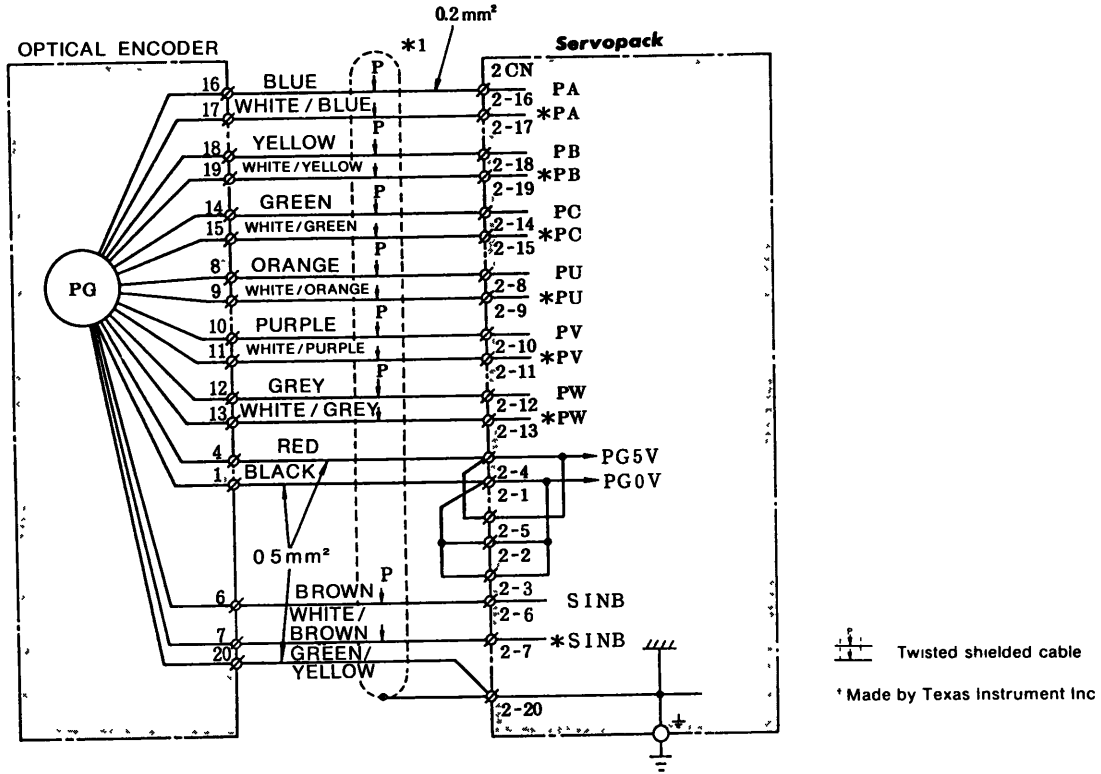 0.2mm²
OPTICAL ENCODER
*1
Servopack
2CN
16 BLUE P 2-16 PA
17 WHITE/BLUE 2-17 *PA
18 YELLOW P 2-18 PB
19 WHITE/YELLOW 2-19 *PB
14 GREEN P 2-14 PC
15 WHITE/GREEN 2-15 *PC
8 ORANGE P 2-8 PU
9 WHITE/ORANGE 2-9 *PU
PG
10 PURPLE P 2-10 PV
11 WHITE/PURPLE 2-11 *PV
12 GREY P 2-12 PW
13 WHITE/GREY 2-13 *PW
4 RED 2-4 PG5V
1 BLACK 2-1 PG0V
2-5
2-2
0 5mm²
2-3
6 BROWN P 2-6 SINB
7 WHITE/
BROWN 2-7 *SINB
20 GREEN/
YELLOW
2-20
P
Twisted shielded cable
† Made by Texas Instrument Inc